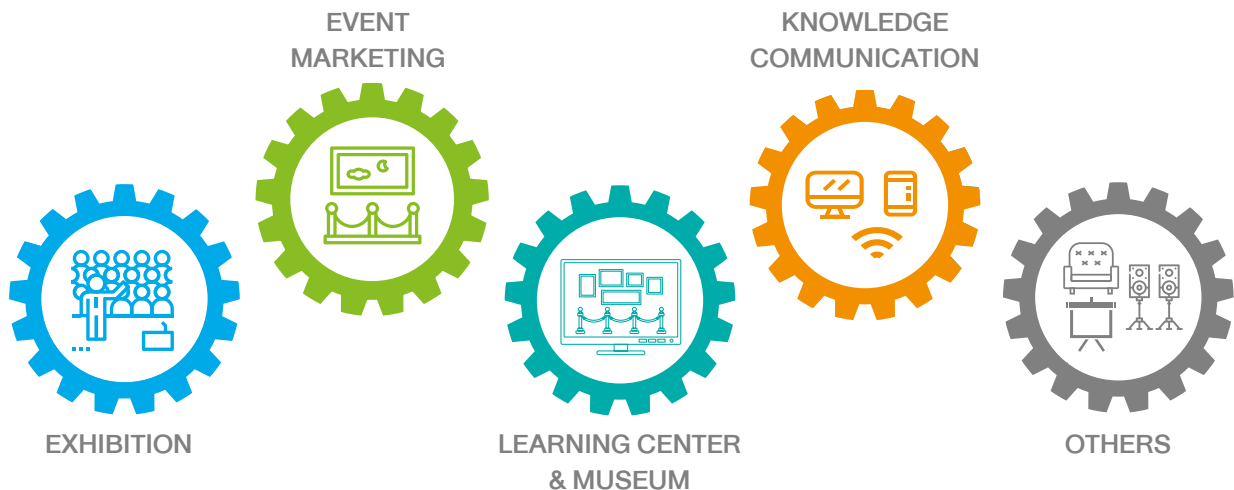 EVENT
MARKETING
KNOWLEDGE
COMMUNICATION
EXHIBITION
LEARNING CENTER
& MUSEUM
OTHERS